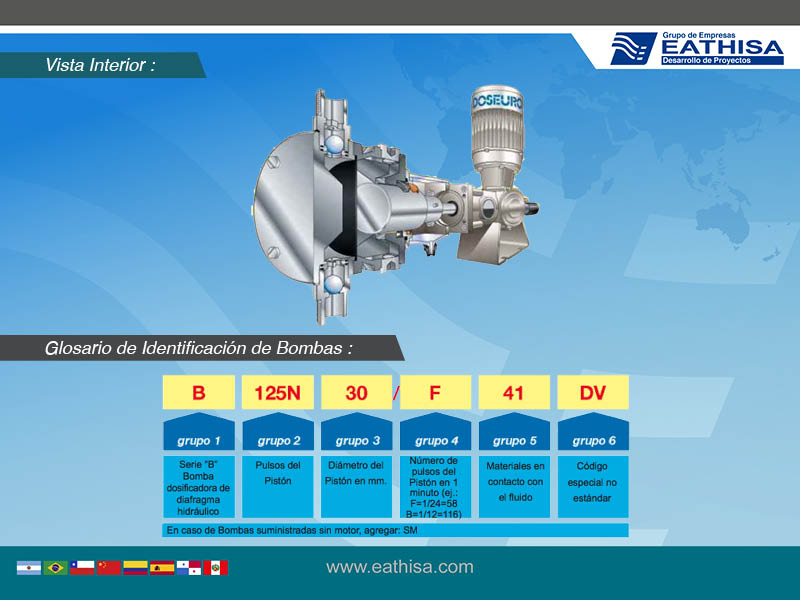 Grupo de Empresas
EATHISA
Desarrollo de Proyectos
Vista Interior :
DOSEURO
Glosario de Identificación de Bombas :
B 125N 30 / F 41 DV
grupo 1 grupo 2 grupo 3 grupo 4 grupo 5 grupo 6
Serie "B"
Bomba
dosificadora de
diafragma
hidráulico
Pulsos del
Pistón
Diámetro del
Pistón en mm.
Número de
pulsos del
Pistón en 1
minuto (ej.:
F=1/24=58
B=1/12=116)
Materiales en
contacto con
el fluido
Código
especial no
estándar
En caso de Bombas suministradas sin motor, agregar: SM
www.eathisa.com